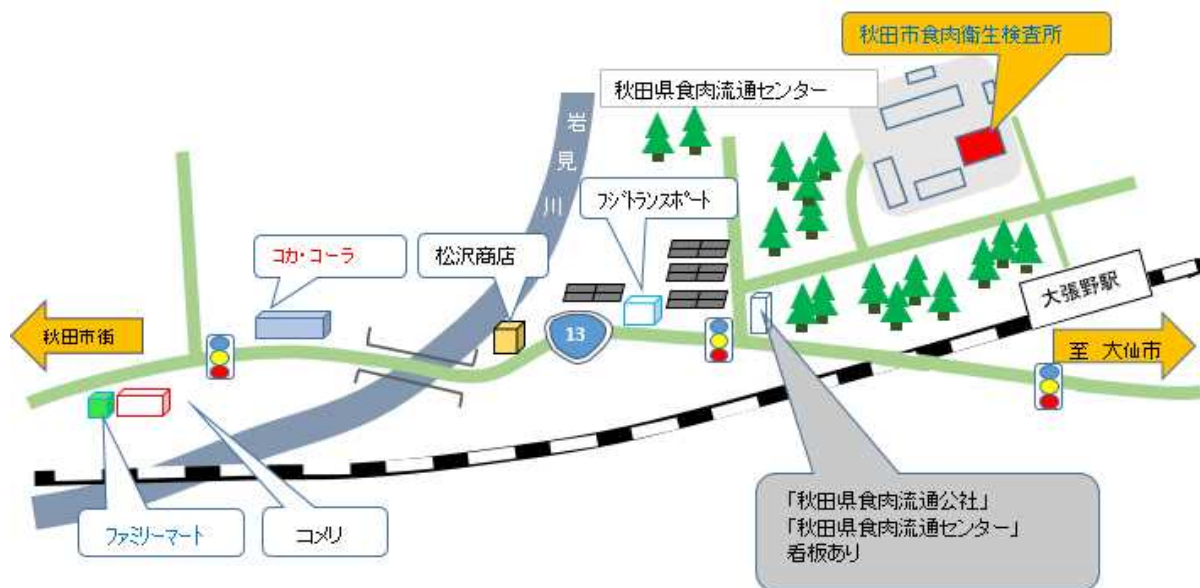 秋田市食肉衛生検査所
秋田県食肉流通センター
岩見川
フジトランスポート
コカ・コーラ
松沢商店
大張野駅
秋田市街
13
至 大仙市
「秋田県食肉流通公社」
「秋田県食肉流通センター」
看板あり
ファミリーマート
コメリ